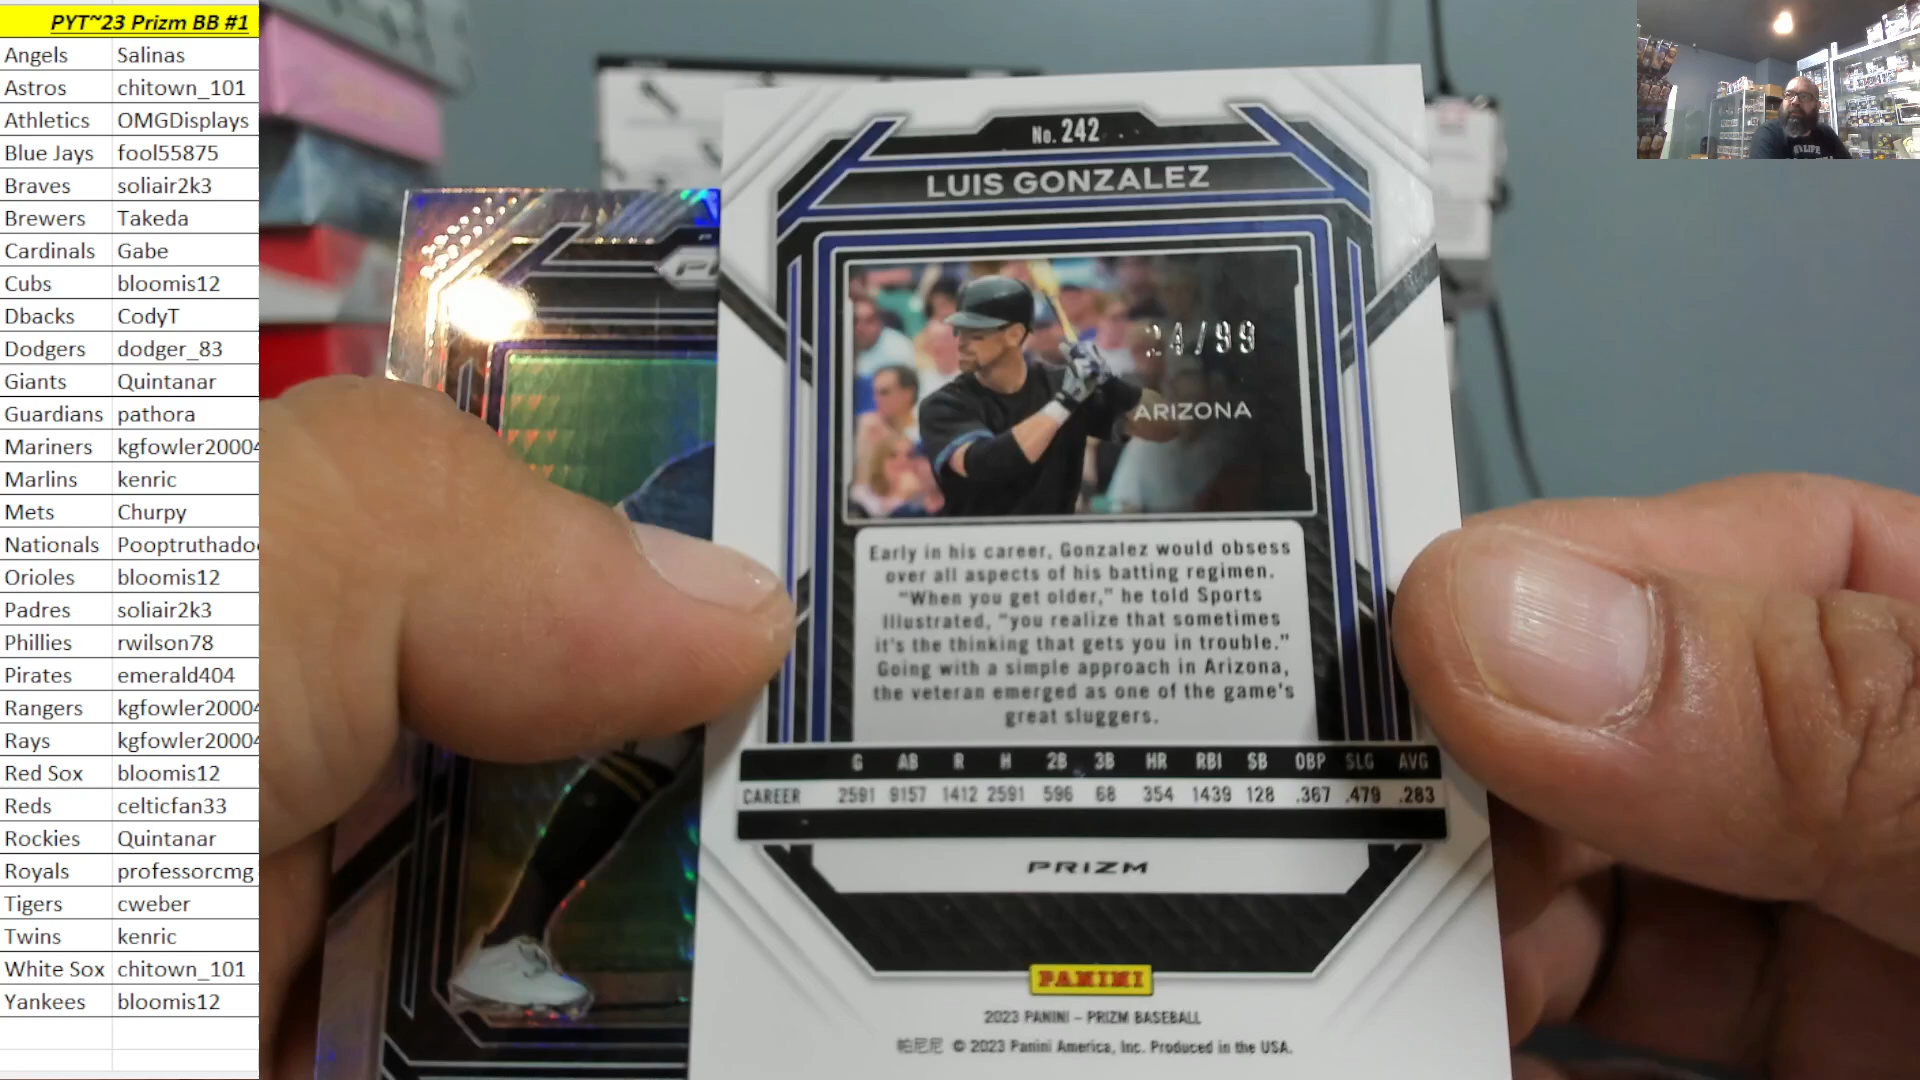 PYT~23 Prizm BB #1
Angels Salinas
Astros chitown_101
Athletics OMGDisplays
Blue Jays fool55875
Braves soliair2k3
Brewers Takeda
Cardinals Gabe
Cubs bloomis12
Dbacks CodyT
Dodgers dodger_83
Giants Quintanar
Guardians pathora
Mariners kgfowler20004
Marlins kenric
Mets Churpy
Nationals Pooptruthado
Orioles bloomis12
Padres soliair2k3
Phillies rwilson78
Pirates emerald404
Rangers kgfowler20004
Rays kgfowler20004
Red Sox bloomis12
Reds celticfan33
Rockies Quintanar
Royals professorcmg
Tigers cweber
Twins kenric
White Sox chitown_101
Yankees bloomis12
No. 242
LUIS GONZALEZ
24/99
ARIZONA
Early in his career, Gonzalez would obsess
over all aspects of his batting regimen.
"When you get older," he told Sports
Illustrated, "you realize that sometimes
it's the thinking that gets you in trouble."
Going with a simple approach in Arizona,
the veteran emerged as one of the game's
great sluggers.
G AB R H 2B 3B HR RBI SB OBP SLG AVG
CAREER 2591 9157 1412 2591 596 68 354 1439 128 .367 .479 .283
PRIZM
PANINI
2023 PANINI – PRIZM BASEBALL
帕尼尼 © 2023 Panini America, Inc. Produced in the USA.